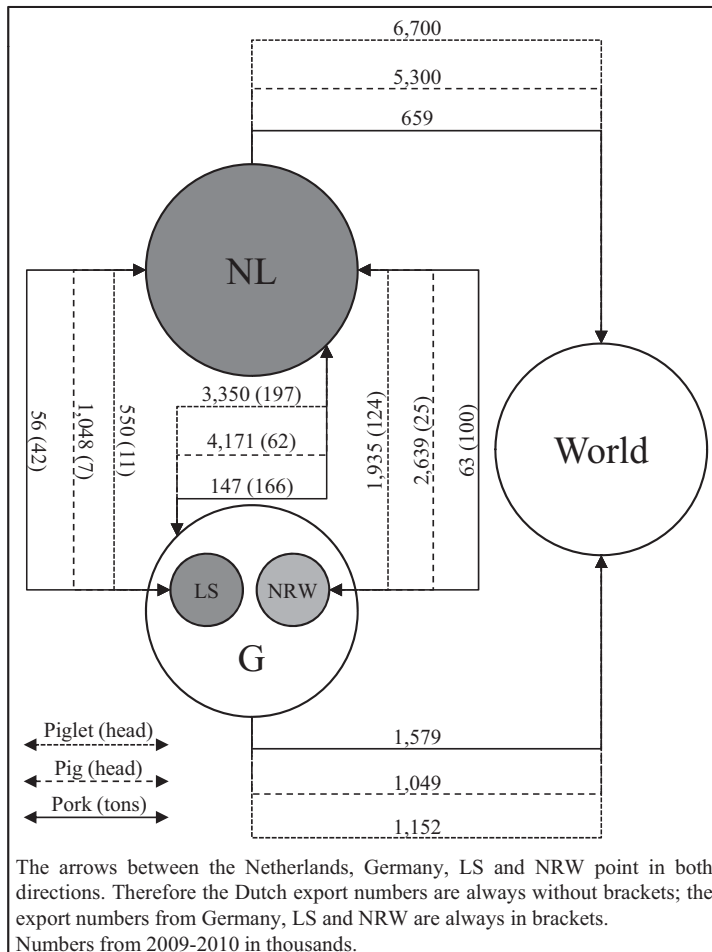 6,700
5,300
659
NL
World
3,350 (197)
4,171 (62)
147 (166)
56 (42)
1,048 (7)
550 (11)
1,935 (124)
2,639 (25)
63 (100)
LS
NRW
G
Piglet (head)
Pig (head)
Pork (tons)
1,579
1,049
1,152
The arrows between the Netherlands, Germany, LS and NRW point in both
directions. Therefore the Dutch export numbers are always without brackets; the
export numbers from Germany, LS and NRW are always in brackets.
Numbers from 2009-2010 in thousands.